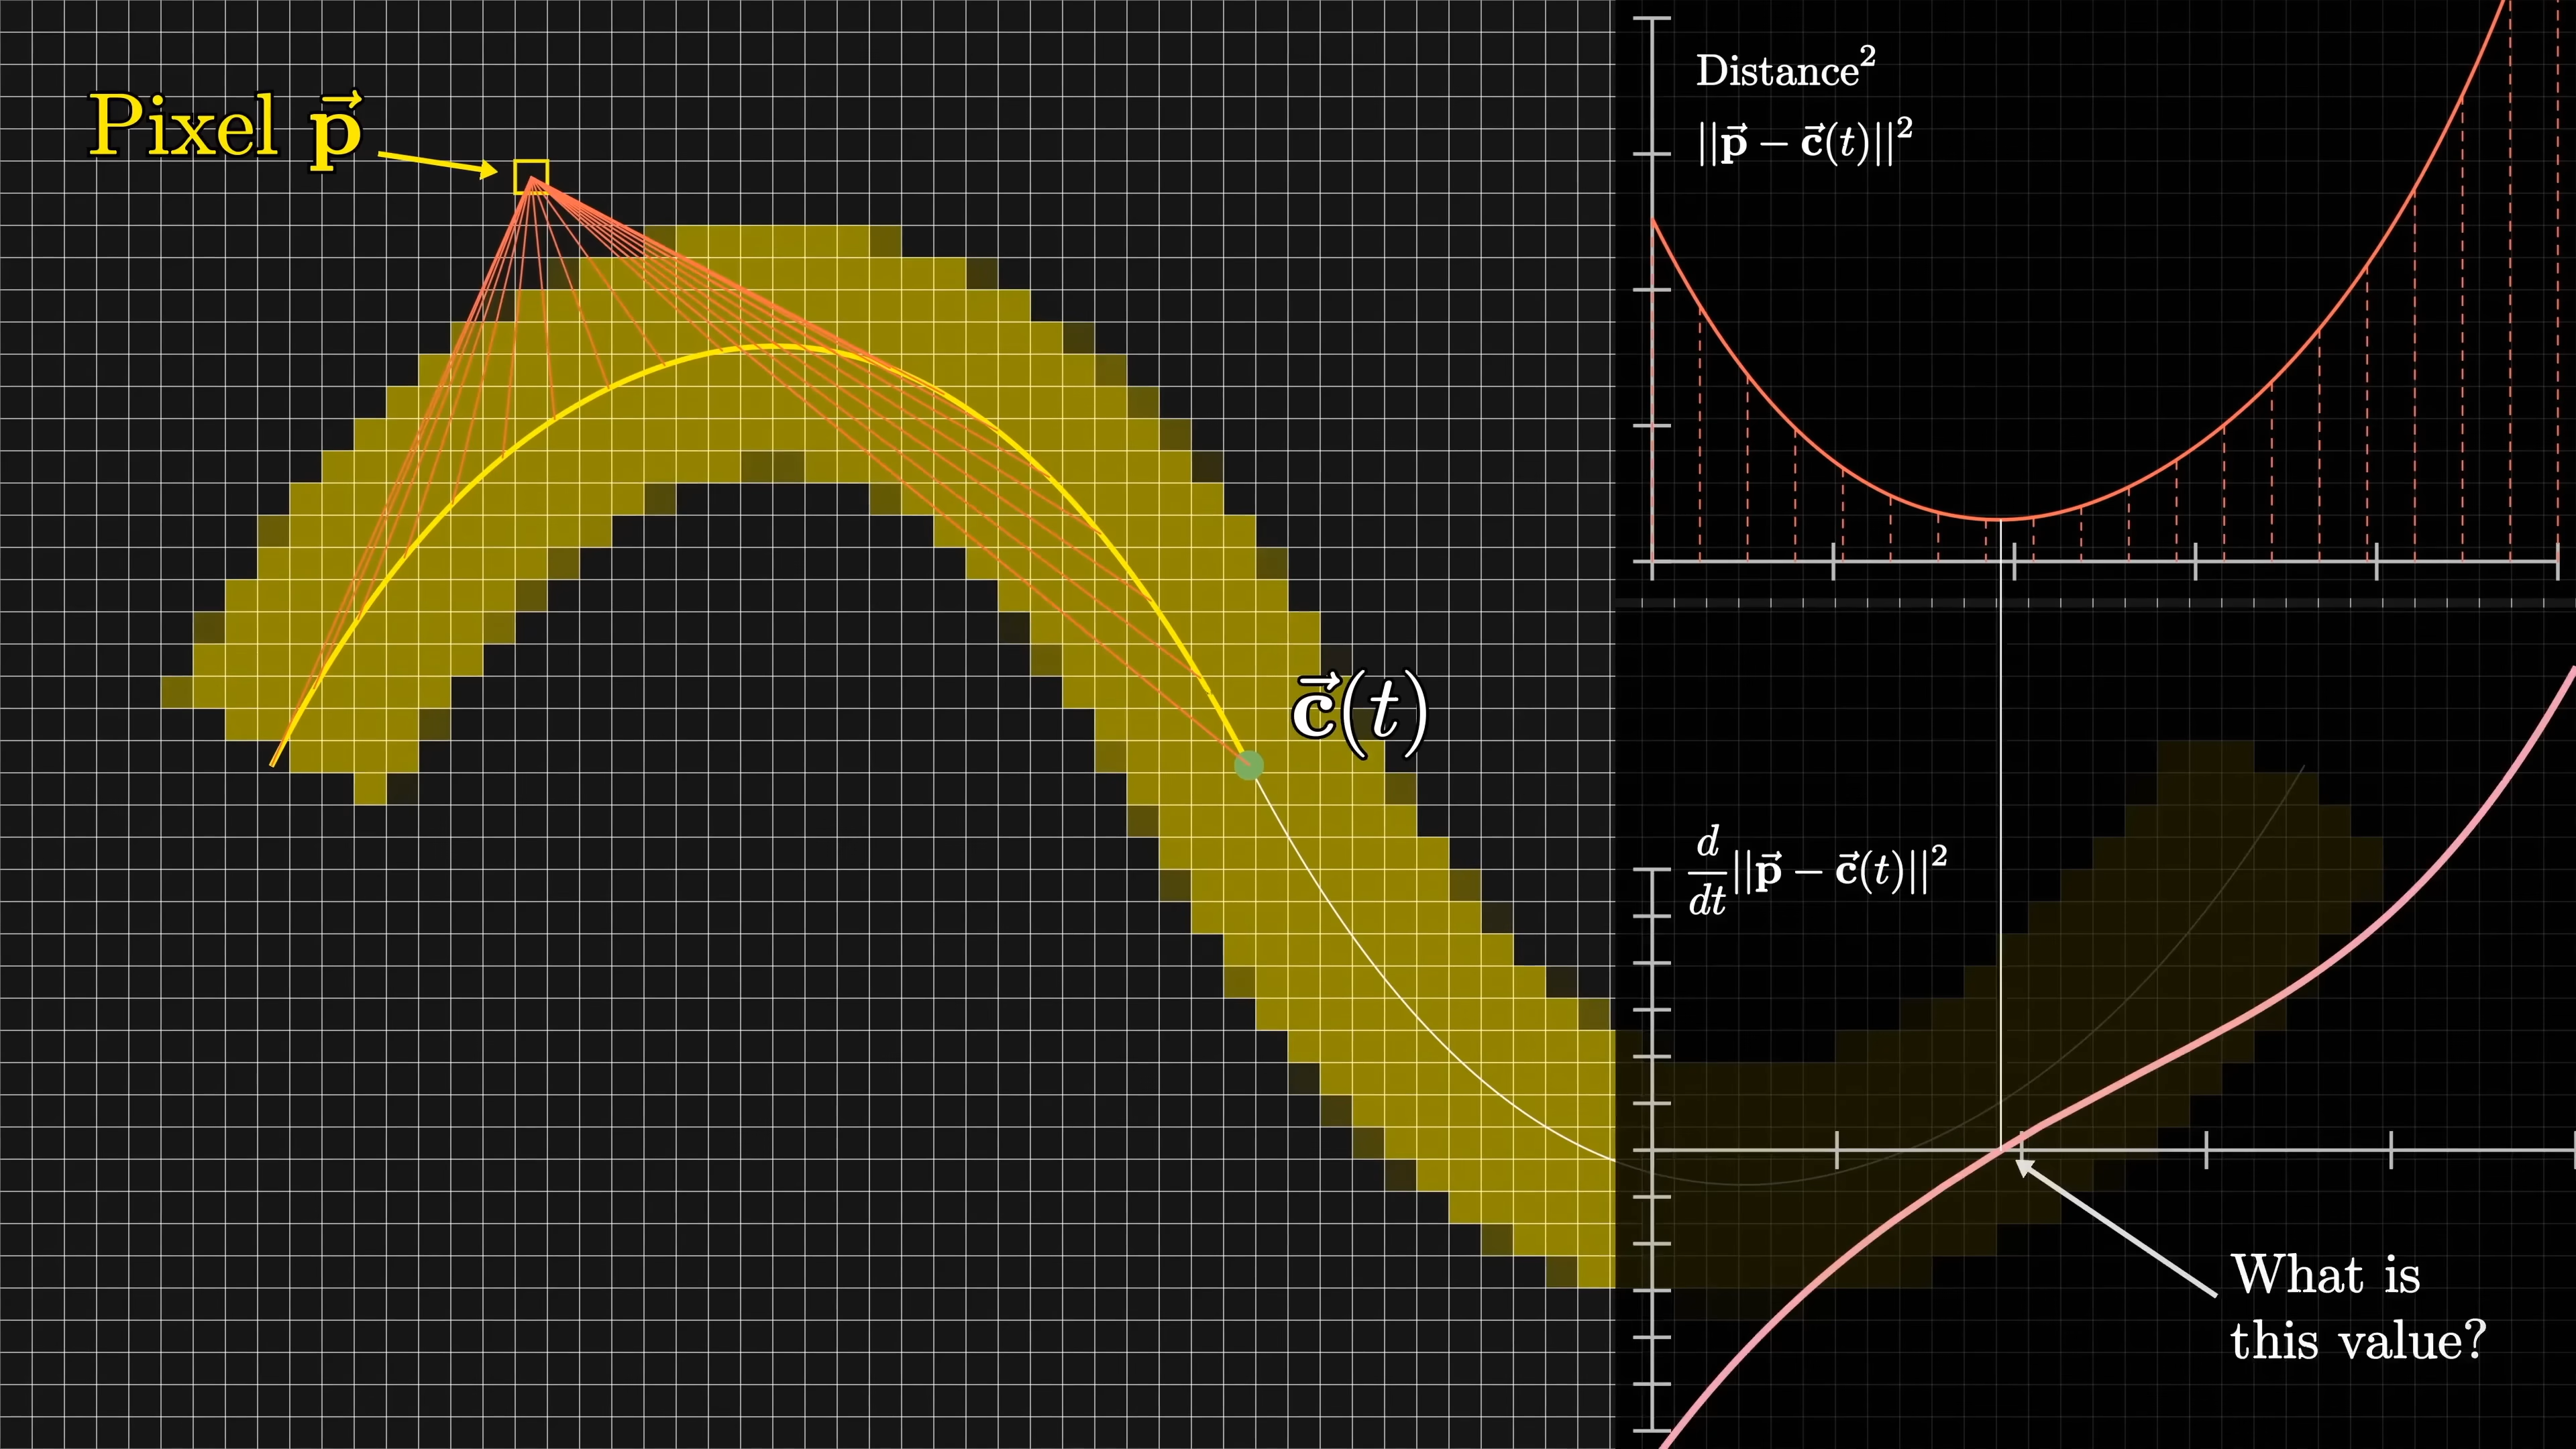 Pixel p⃗
c⃗(t)
Distance²
||p⃗ − c⃗(t)||²
d/dt ||p⃗ − c⃗(t)||²
What is
this value?